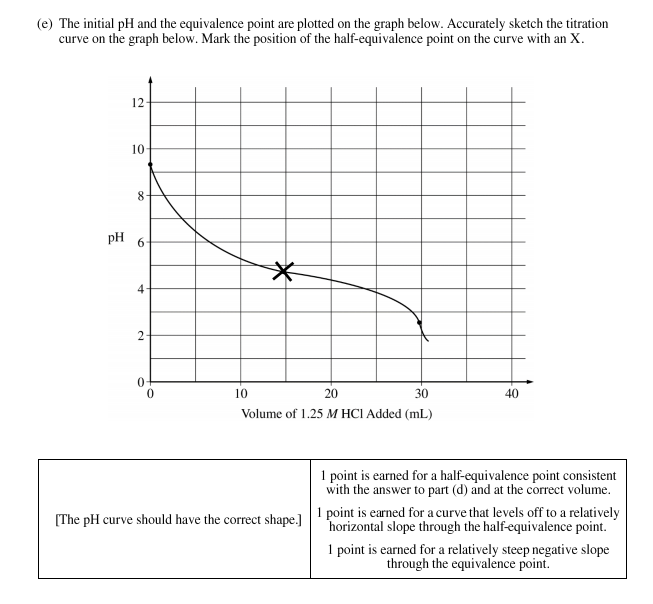 (e) The initial pH and the equivalence point are plotted on the graph below. Accurately sketch the titration
curve on the graph below. Mark the position of the half-equivalence point on the curve with an X.
12
10
8
pH 6
4
2
0
0 10 20 30 40
Volume of 1.25 M HCl Added (mL)
[The pH curve should have the correct shape.]
1 point is earned for a half-equivalence point consistent
with the answer to part (d) and at the correct volume.
1 point is earned for a curve that levels off to a relatively
horizontal slope through the half-equivalence point.
1 point is earned for a relatively steep negative slope
through the equivalence point.